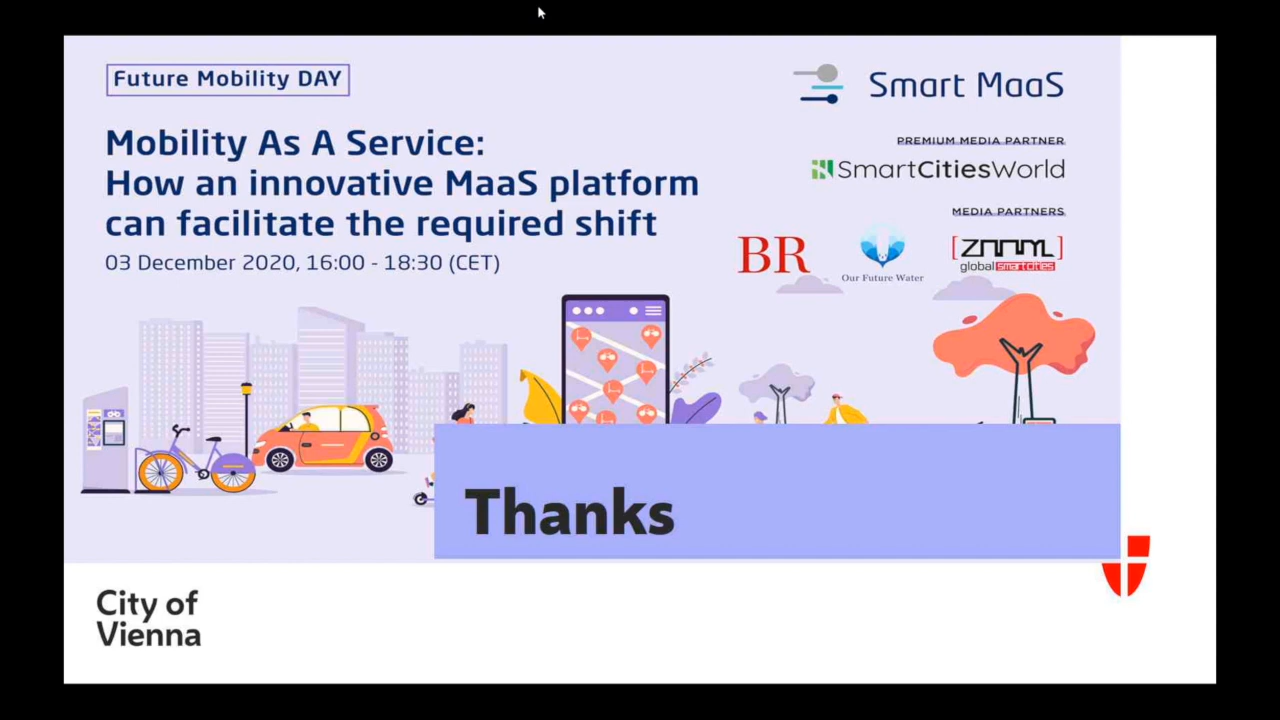 Future Mobility DAY
Smart MaaS
Mobility As A Service:
How an innovative MaaS platform
can facilitate the required shift
03 December 2020, 16:00 - 18:30 (CET)
PREMIUM MEDIA PARTNER
SmartCitiesWorld
MEDIA PARTNERS
BR
Our Future Water
global smartcities
Thanks
City of
Vienna